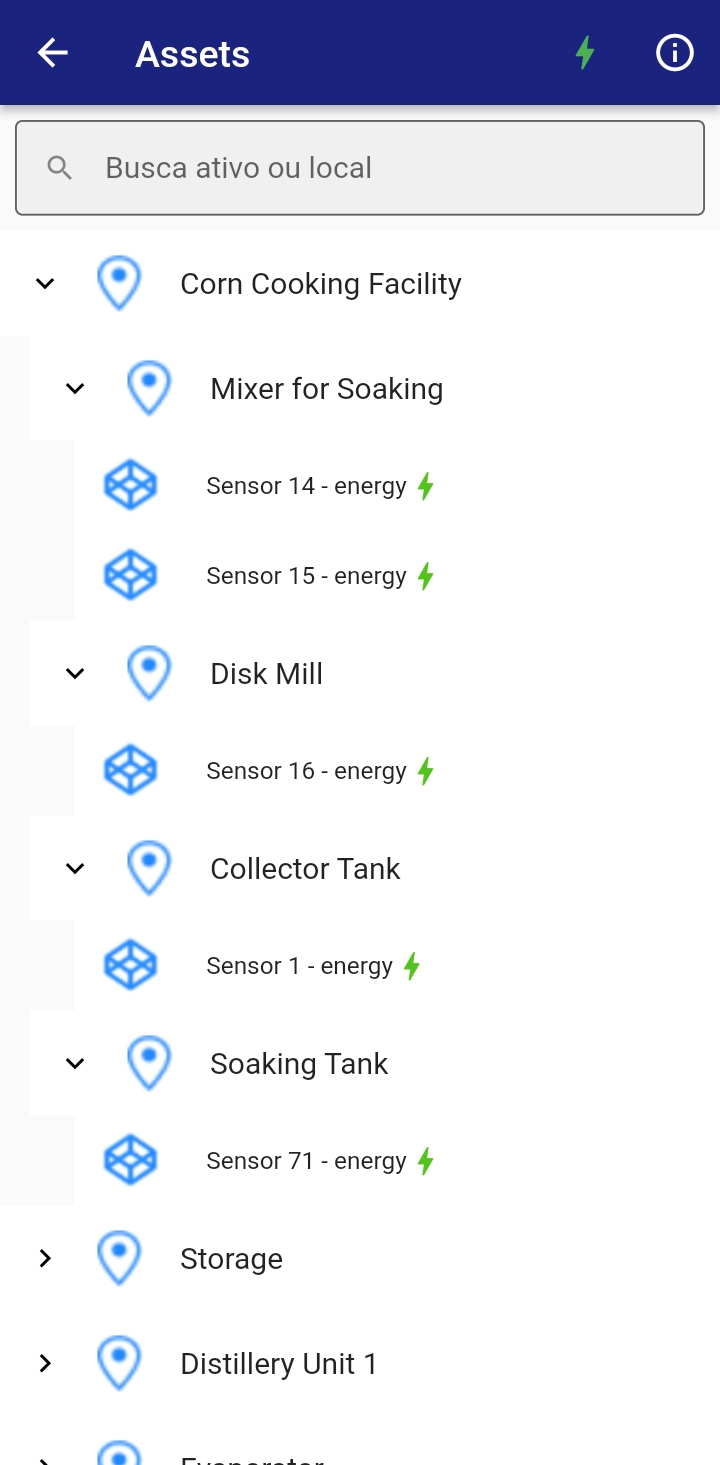 Assets
Busca ativo ou local
Corn Cooking Facility
Mixer for Soaking
Sensor 14 - energy
Sensor 15 - energy
Disk Mill
Sensor 16 - energy
Collector Tank
Sensor 1 - energy
Soaking Tank
Sensor 71 - energy
Storage
Distillery Unit 1
Evaporator